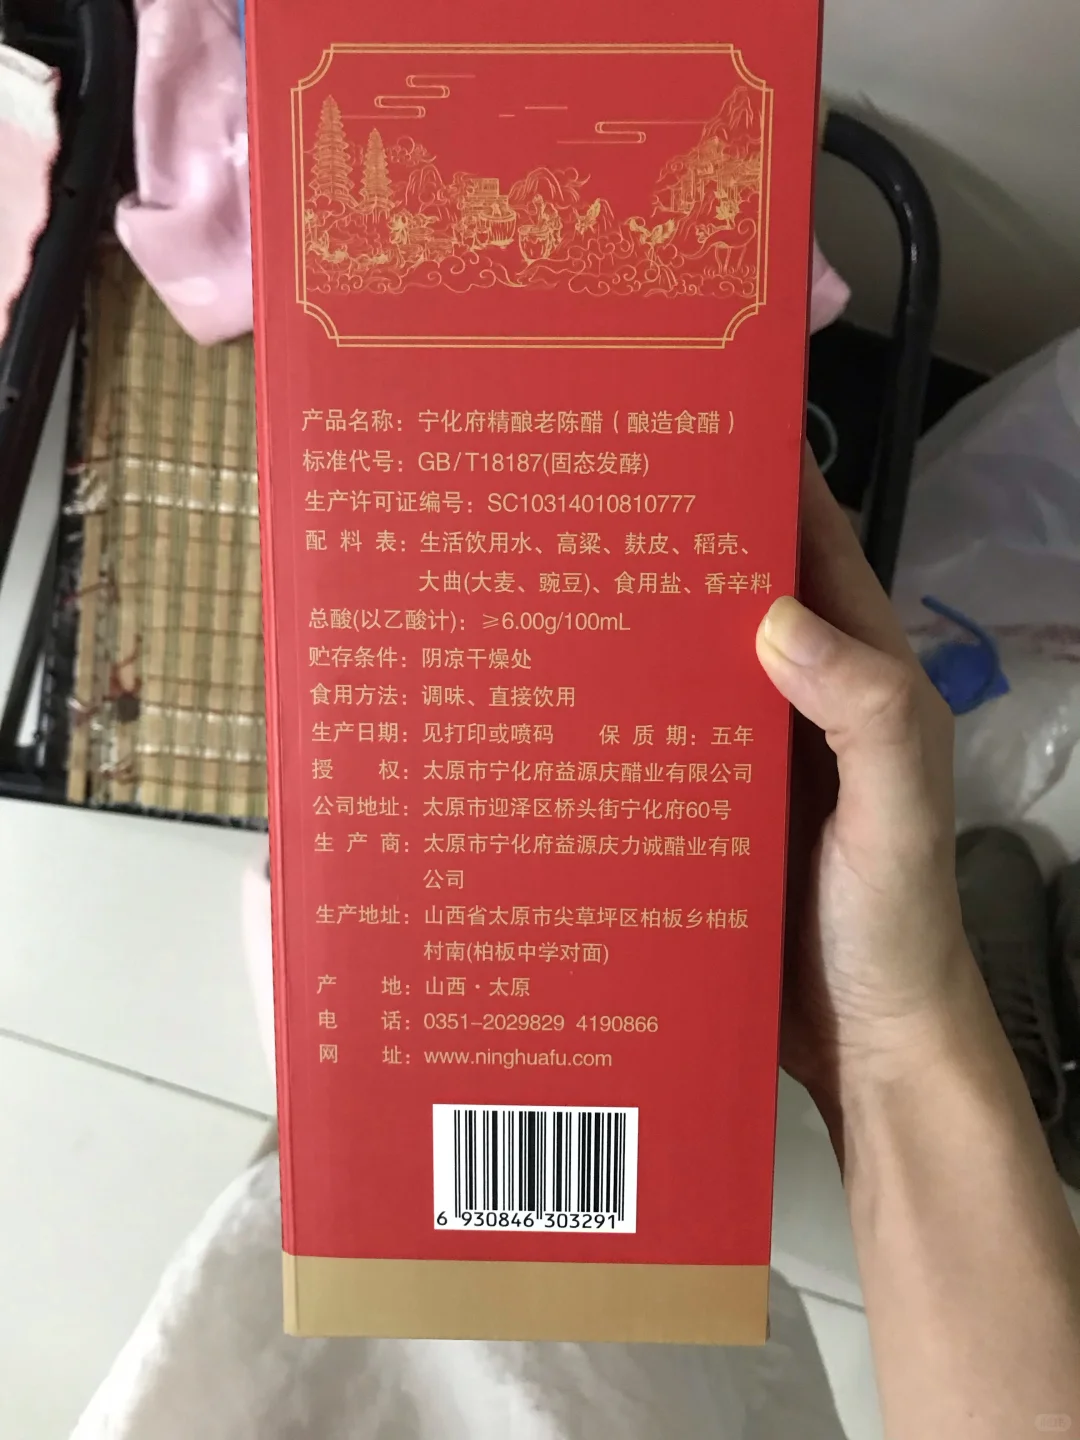 产品名称：宁化府精酿老陈醋（酿造食醋）
标准代号：GB/T18187(固态发酵)
生产许可证编号：SC10314010810777
配 料 表：生活饮用水、高粱、麸皮、稻壳、
大曲(大麦、豌豆)、食用盐、香辛料
总酸(以乙酸计)：≥6.00g/100mL
贮存条件：阴凉干燥处
食用方法：调味、直接饮用
生产日期：见打印或喷码 保 质 期：五年
授 权：太原市宁化府益源庆醋业有限公司
公司地址：太原市迎泽区桥头街宁化府60号
生 产 商：太原市宁化府益源庆力诚醋业有限
公司
生产地址：山西省太原市尖草坪区柏板乡柏板
村南(柏板中学对面)
产 地：山西·太原
电 话：0351-2029829 4190866
网 址：www.ninghuafu.com
6 930846 303291